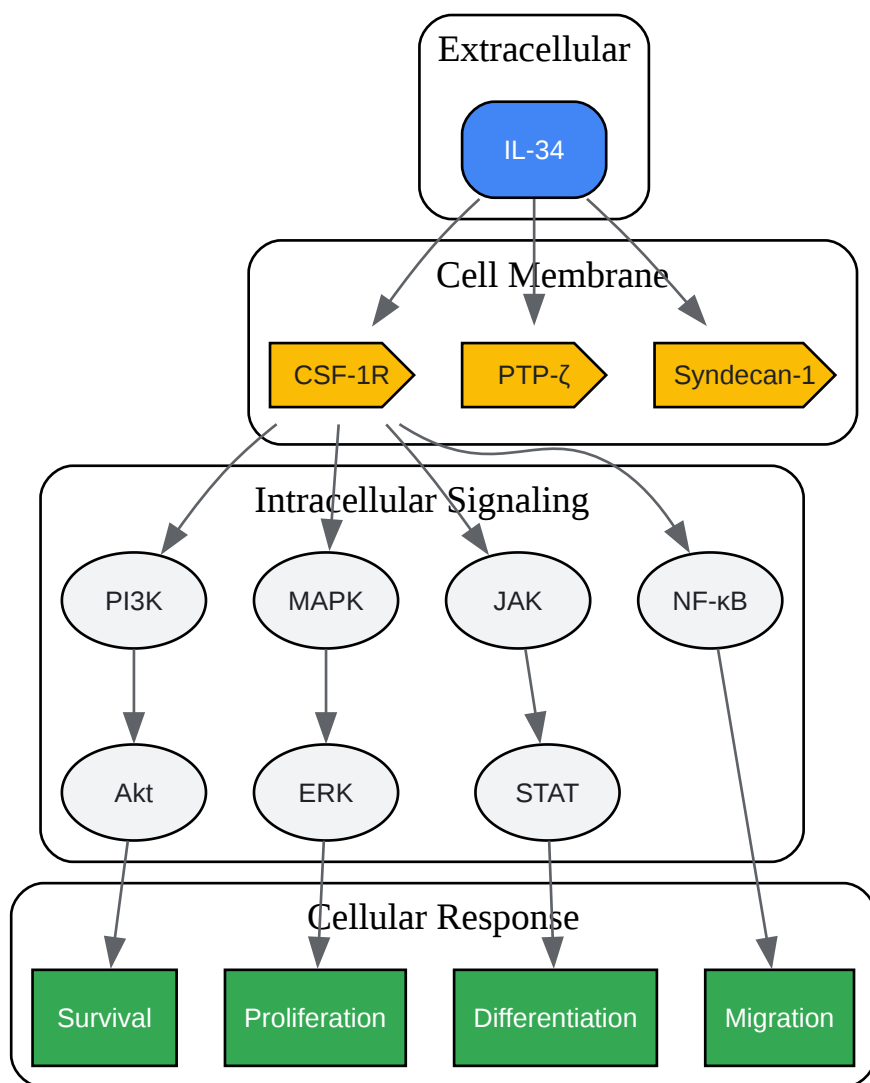 Extracellular
IL-34
Cell Membrane
CSF-1R
PTP-ζ
Syndecan-1
Intracellular Signaling
PI3K
MAPK
JAK
NF-κB
Akt
ERK
STAT
Cellular Response
Survival
Proliferation
Differentiation
Migration